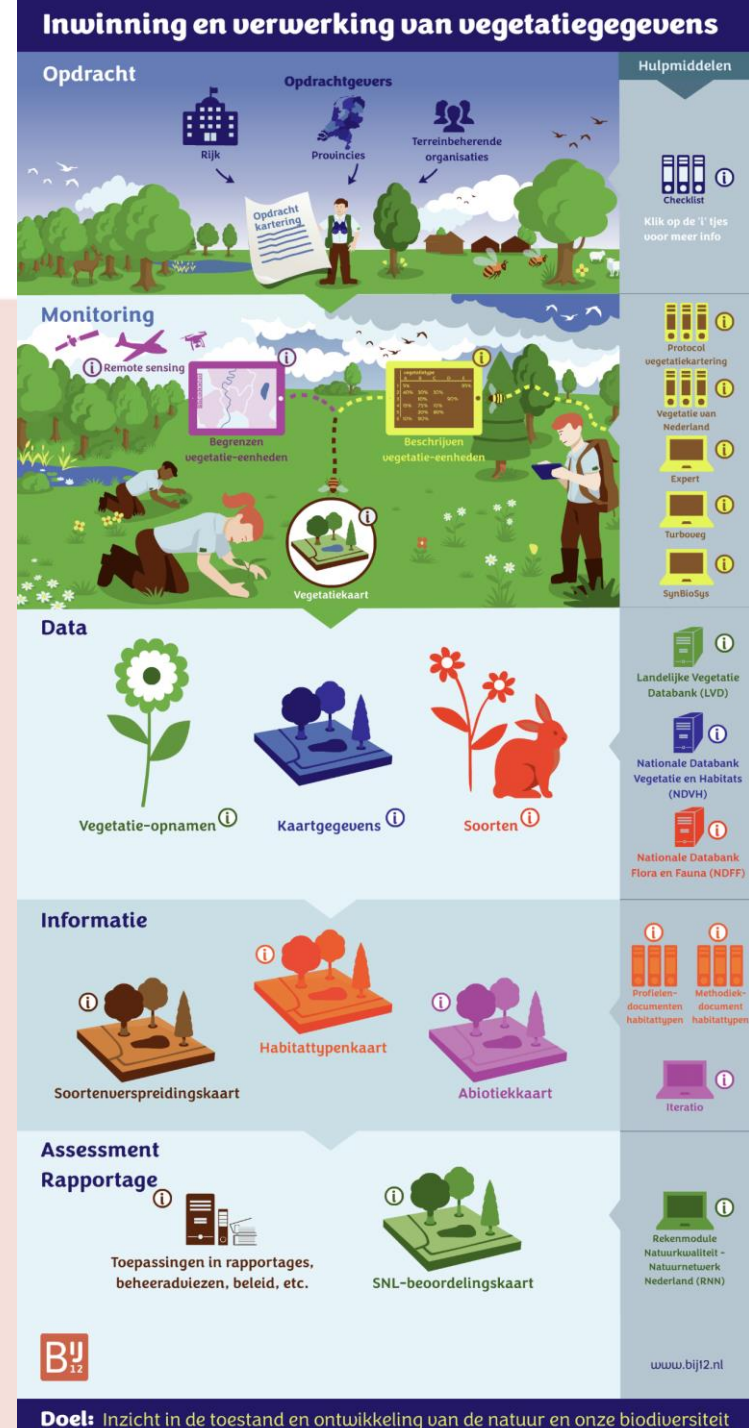 Inwinning en verwerking van vegetatiegegevens
Opdracht
Opdrachtgevers
Rijk
Provincies
Terreinbeherende
organisaties
Opdracht
kartering
Hulpmiddelen
Checklist
Klik op de 'i' tjes
voor meer info
Monitoring
Remote sensing
Begrenzen
vegetatie-eenheden
vegetatietype
Beschrijven
vegetatie-eenheden
Vegetatiekaart
Protocol
vegetatiekartering
Vegetatie van
Nederland
Expert
Turboveg
SynBioSys
Data
Vegetatie-opnamen
Kaartgegevens
Soorten
Landelijke Vegetatie
Databank (LVD)
Nationale Databank
Vegetatie en Habitats
(NDVH)
Nationale Databank
Flora en Fauna (NDFF)
Informatie
Soortenverspreidingskaart
Habitattypenkaart
Abiotiekkaart
Profielen-
documenten
habitattypen
Methodiek-
document
habitattypen
Iteratio
Assessment
Rapportage
Toepassingen in rapportages,
beheeradviezen, beleid, etc.
SNL-beoordelingskaart
Rekenmodule
Natuurkwaliteit -
Natuurnetwerk
Nederland (RNN)
BIJ
12
www.bij12.nl
Doel: Inzicht in de toestand en ontwikkeling van de natuur en onze biodiversiteit